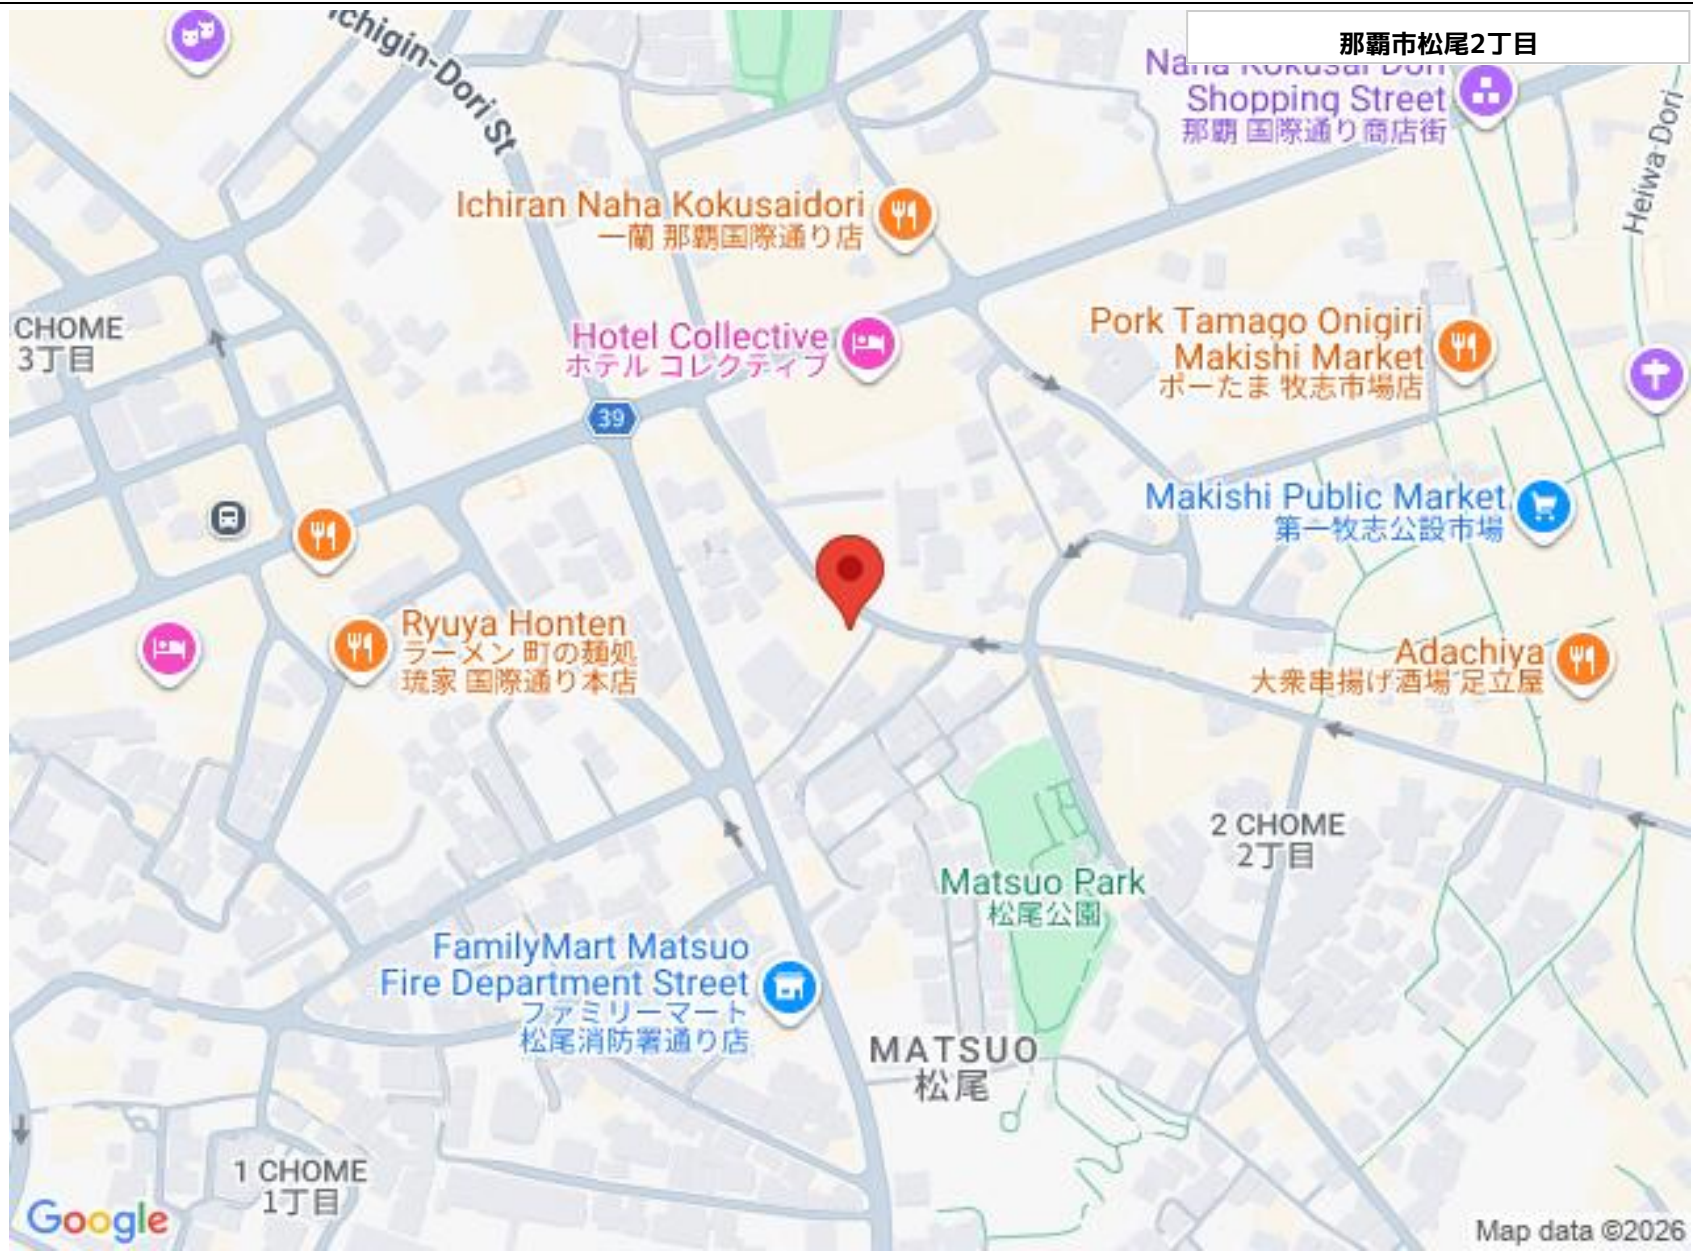 那覇市松尾2丁目
Ichigin-Dori St
Naha Kokusai Dori
Shopping Street
那覇 国際通り商店街
Heiwa Dori
Ichiran Naha Kokusaidori
一蘭 那覇国際通り店
CHOME
3丁目
Hotel Collective
ホテル コレクティブ
Pork Tamago Onigiri
Makishi Market
ポーたま 牧志市場店
39
Makishi Public Market
第一牧志公設市場
Ryuya Honten
ラーメン 町の麺処
琉家 国際通り本店
Adachiya
大衆串揚げ酒場 足立屋
2 CHOME
2丁目
Matsuo Park
松尾公園
FamilyMart Matsuo
Fire Department Street
ファミリーマート
松尾消防署通り店
MATSUO
松尾
1 CHOME
1丁目
Google
Map data ©2026